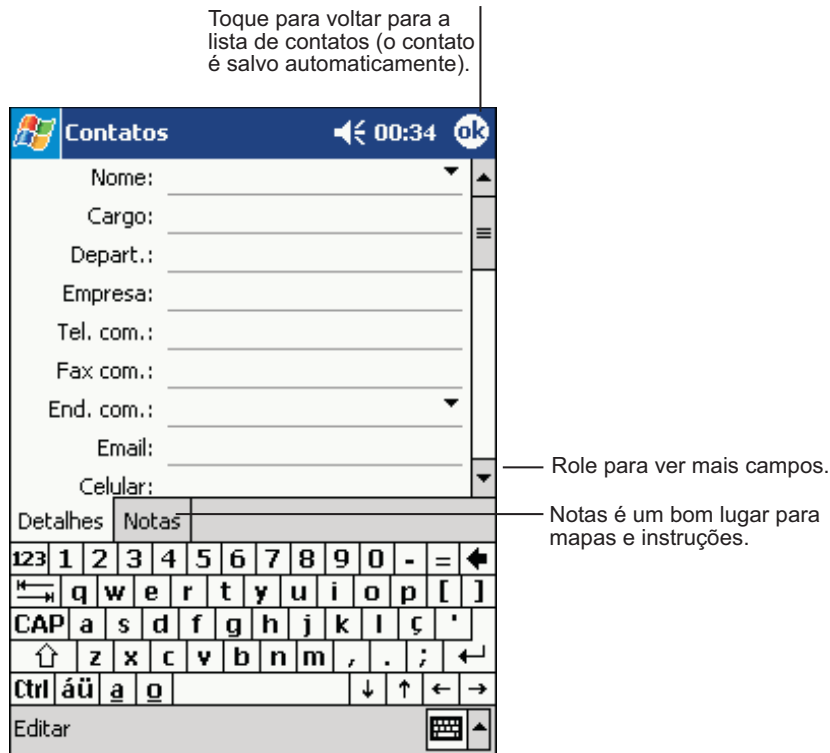 Toque para voltar para a
lista de contatos (o contato
é salvo automaticamente).
Contatos 00:34 ok
Nome:
Cargo:
Depart.:
Empresa:
Tel. com.:
Fax com.:
End. com.:
Email:
Celular:
Role para ver mais campos.
Detalhes Notas
Notas é um bom lugar para
mapas e instruções.
123 1 2 3 4 5 6 7 8 9 0 - =
q w e r t y u i o p [ ]
CAP a s d f g h j k l ç '
z x c v b n m , . ;
Ctrl áü a o
Editar